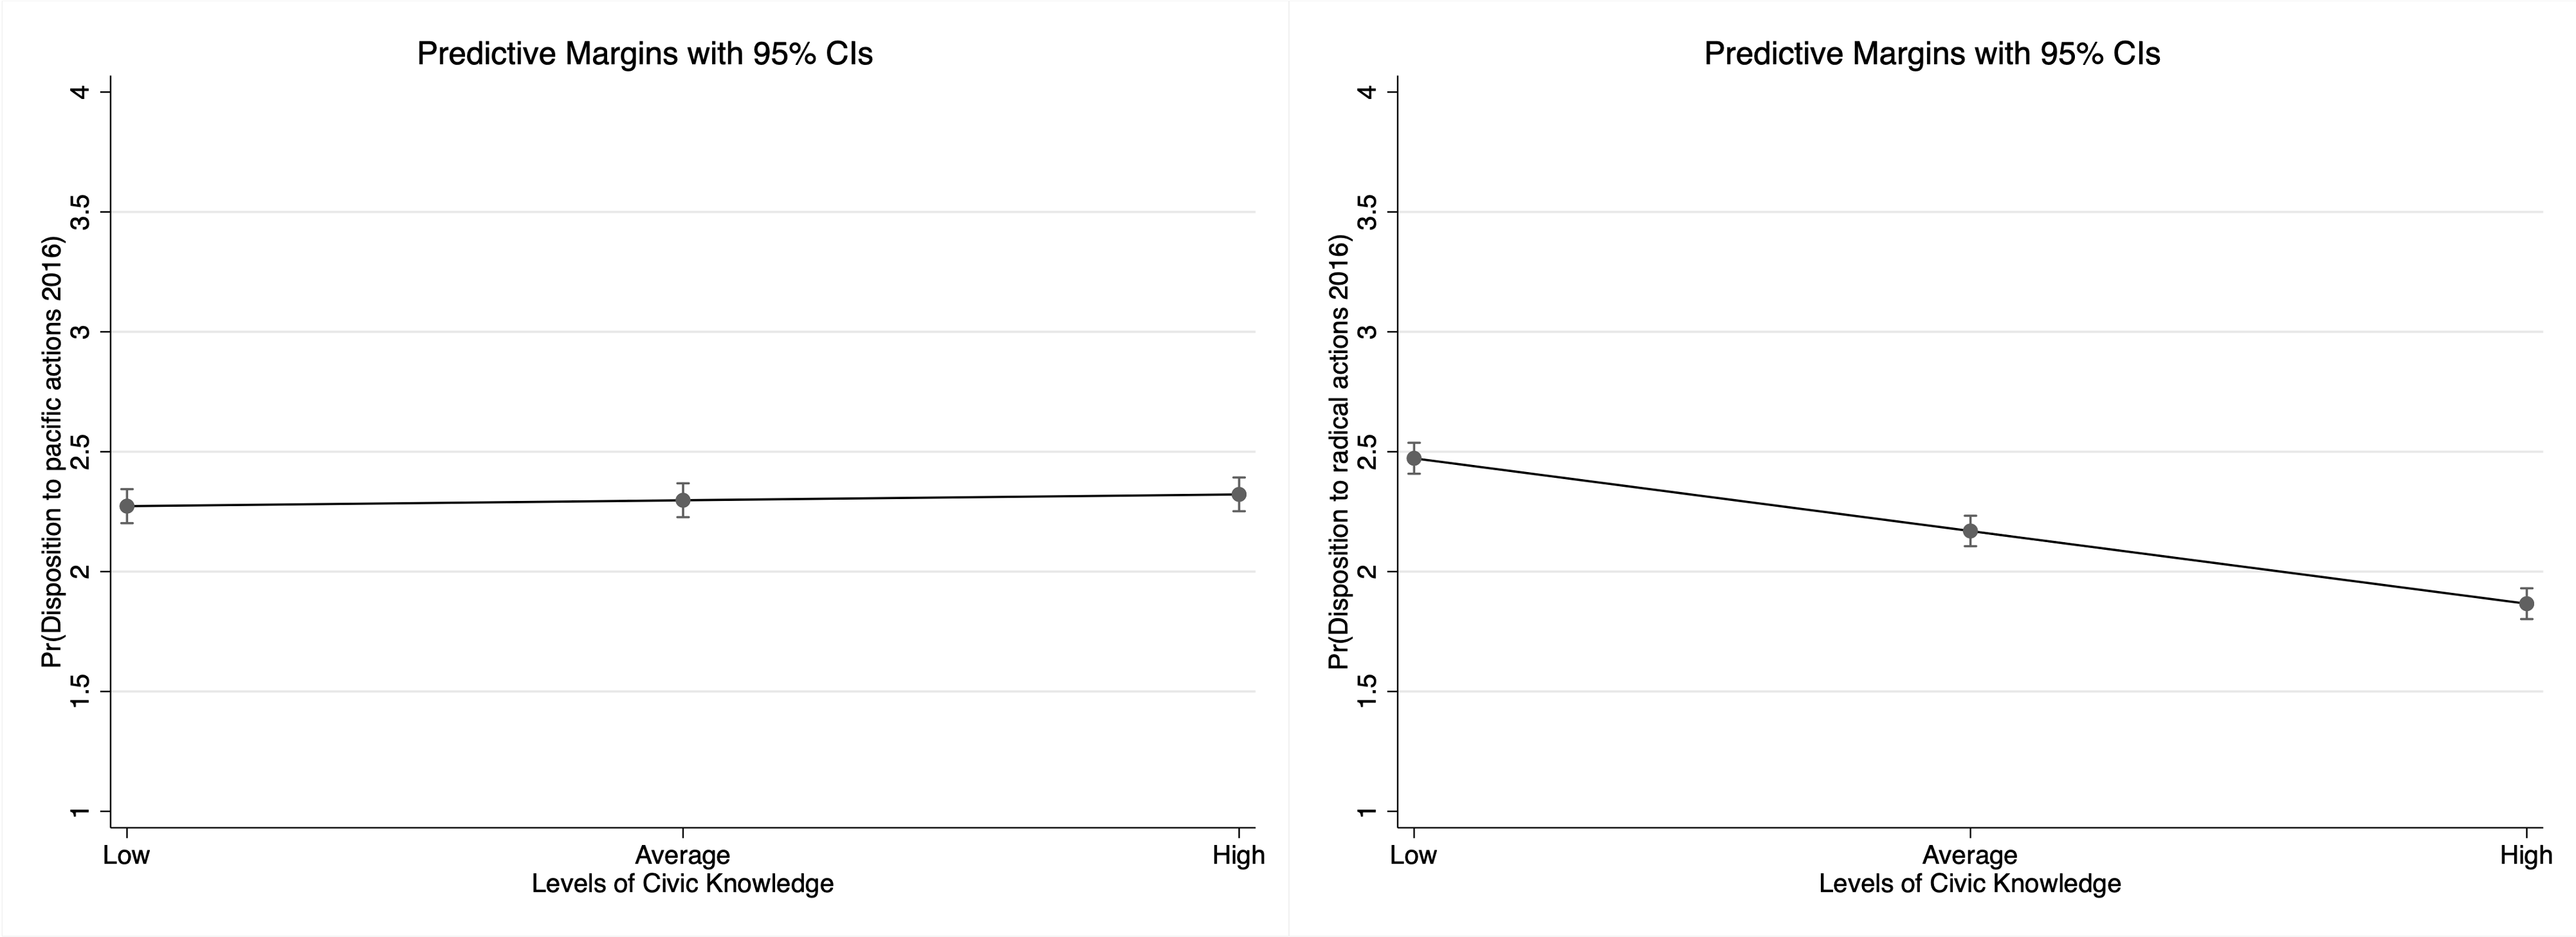 Predictive Margins with 95% CIs
Pr(Disposition to pacific actions 2016)
4
3.5
3
2.5
2
1.5
1
Low
Average
High
Levels of Civic Knowledge
Predictive Margins with 95% CIs
Pr(Disposition to radical actions 2016)
4
3.5
3
2.5
2
1.5
1
Low
Average
High
Levels of Civic Knowledge